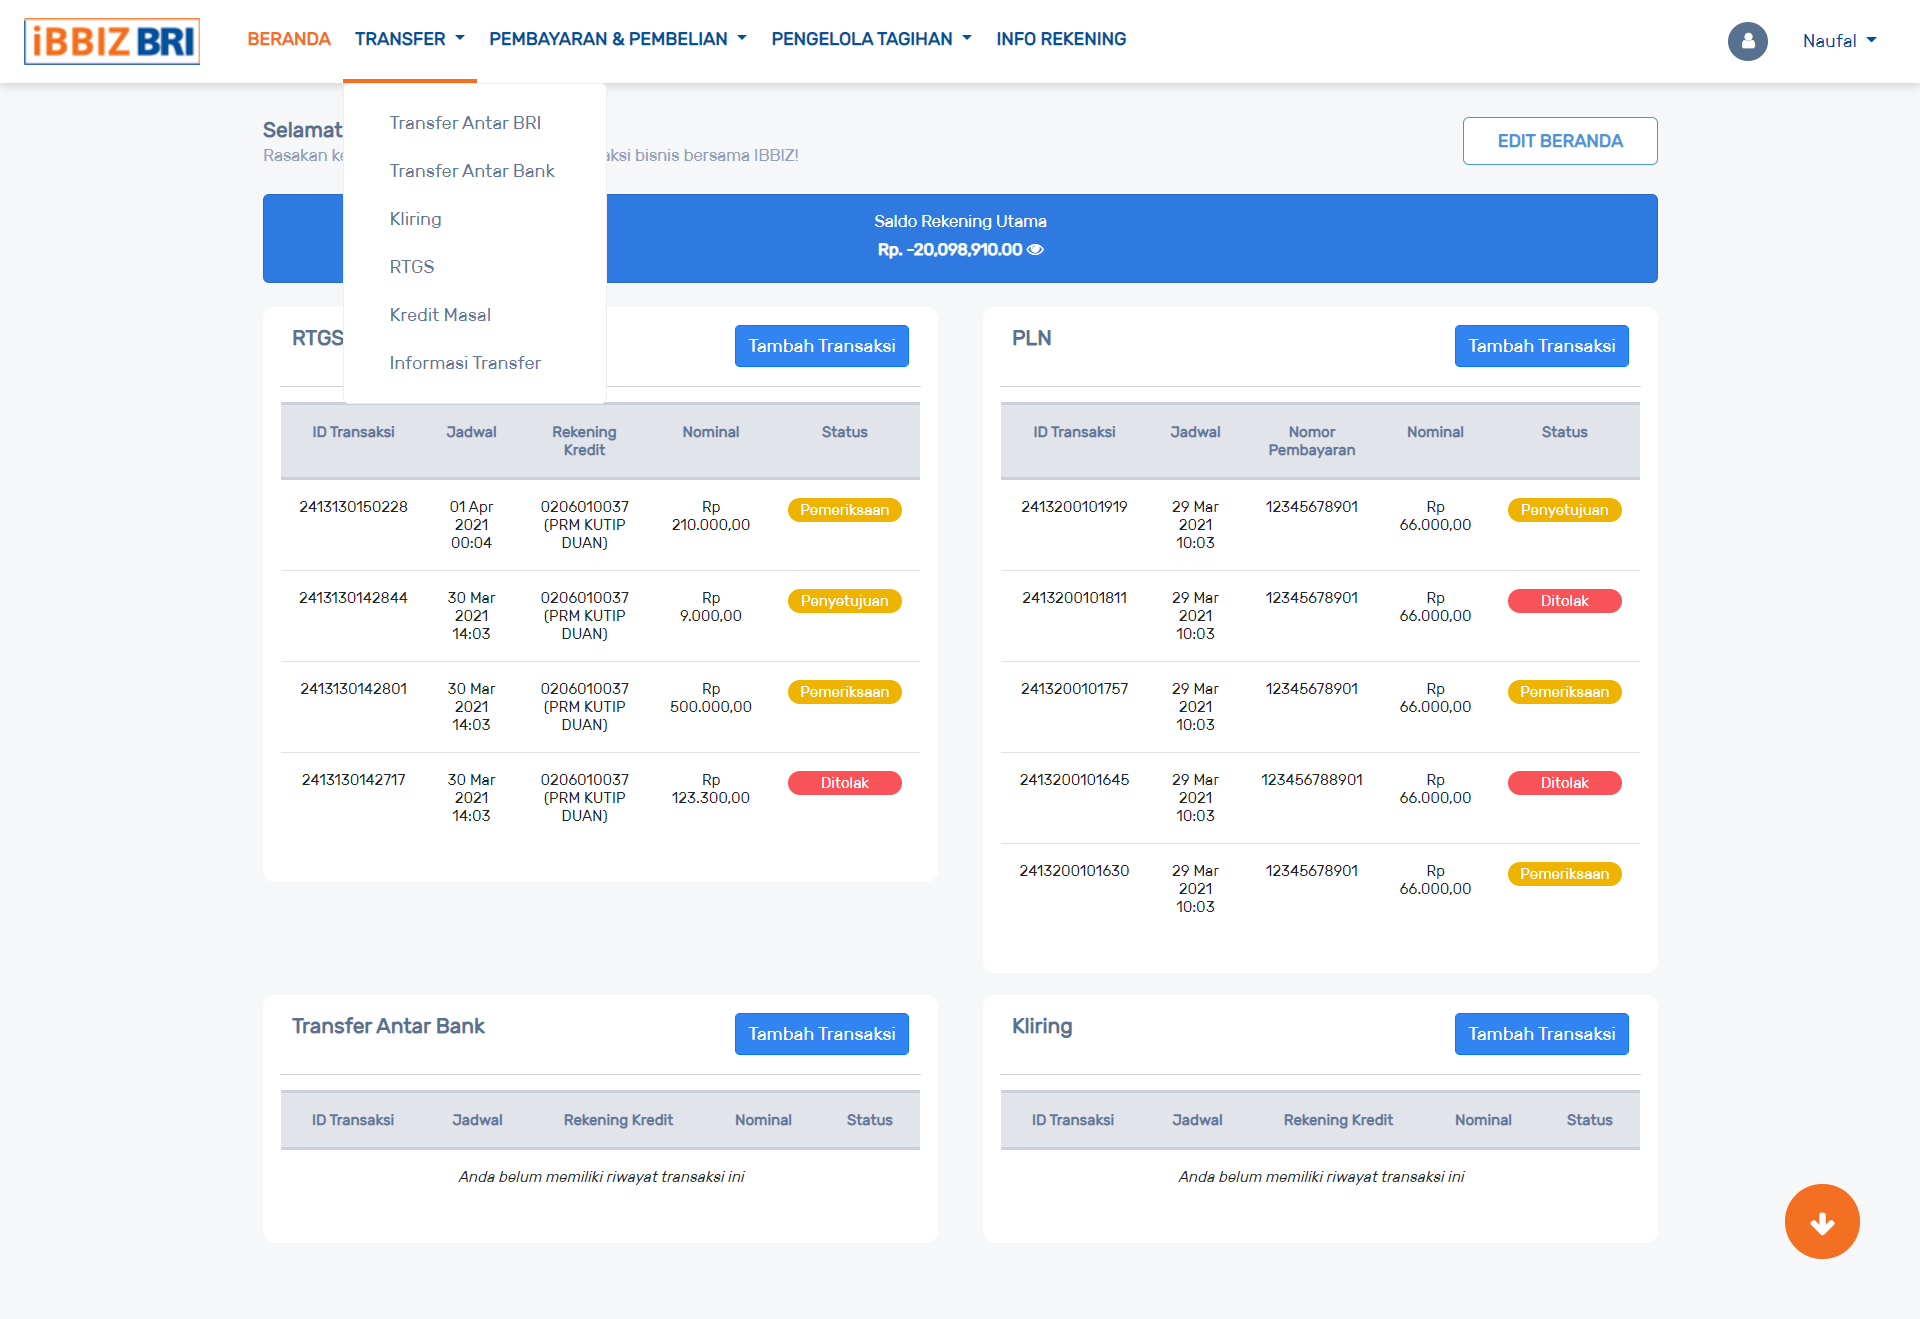 iBBIZ BRI
BERANDA
TRANSFER
PEMBAYARAN & PEMBELIAN
PENGELOLA TAGIHAN
INFO REKENING
Naufal
Transfer Antar BRI
Transfer Antar Bank
Kliring
RTGS
Kredit Masal
Informasi Transfer
Selamat
Rasakan bisnis bersama IBBIZ!
EDIT BERANDA
Saldo Rekening Utama
Rp. -20,098,910.00
RTGS
Tambah Transaksi
ID Transaksi Jadwal Rekening Nominal Status
Kredit
2413130150228 01 Apr 0206010037 Rp Pemeriksaan
2021 (PRM KUTIP 210.000,00
00:04 DUAN)
2413130142844 30 Mar 0206010037 Rp Penyetujuan
2021 (PRM KUTIP 9.000,00
14:03 DUAN)
2413130142801 30 Mar 0206010037 Rp Pemeriksaan
2021 (PRM KUTIP 500.000,00
14:03 DUAN)
2413130142717 30 Mar 0206010037 Rp Ditolak
2021 (PRM KUTIP 123.300,00
14:03 DUAN)
PLN
Tambah Transaksi
ID Transaksi Jadwal Nomor Nominal Status
Pembayaran
2413200101919 29 Mar 12345678901 Rp Penyetujuan
2021 66.000,00
10:03
2413200101811 29 Mar 12345678901 Rp Ditolak
2021 66.000,00
10:03
2413200101757 29 Mar 12345678901 Rp Pemeriksaan
2021 66.000,00
10:03
2413200101645 29 Mar 123456788901 Rp Ditolak
2021 66.000,00
10:03
2413200101630 29 Mar 12345678901 Rp Pemeriksaan
2021 66.000,00
10:03
Transfer Antar Bank
Tambah Transaksi
ID Transaksi Jadwal Rekening Kredit Nominal Status
Anda belum memiliki riwayat transaksi ini
Kliring
Tambah Transaksi
ID Transaksi Jadwal Rekening Kredit Nominal Status
Anda belum memiliki riwayat transaksi ini